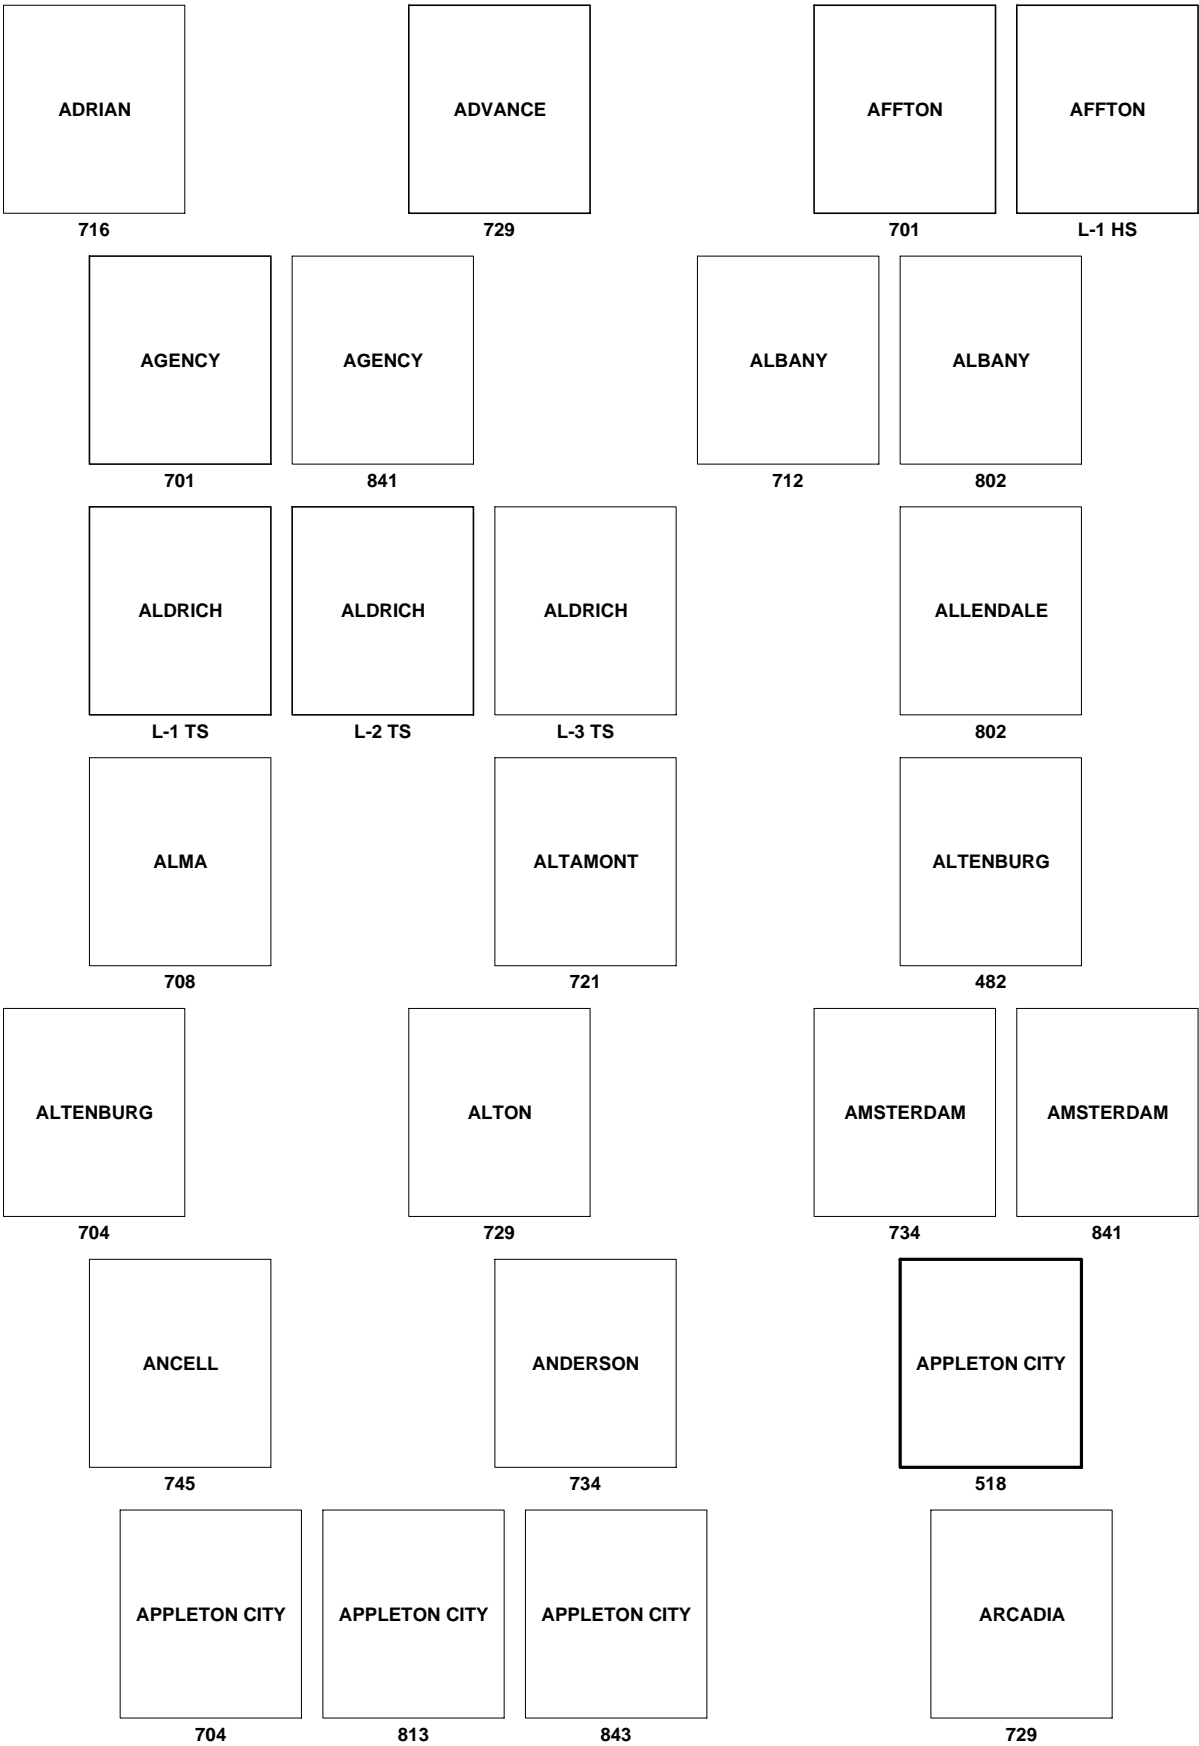 ADRIAN ADVANCE AFFTON AFFTON
716 729 701 L-1 HS
AGENCY AGENCY ALBANY ALBANY
701 841 712 802
ALDRICH ALDRICH ALDRICH ALLENDALE
L-1 TS L-2 TS L-3 TS 802
ALMA ALTAMONT ALTENBURG
708 721 482
ALTENBURG ALTON AMSTERDAM AMSTERDAM
704 729 734 841
ANCELL ANDERSON APPLETON CITY
745 734 518
APPLETON CITY APPLETON CITY APPLETON CITY ARCADIA
704 813 843 729